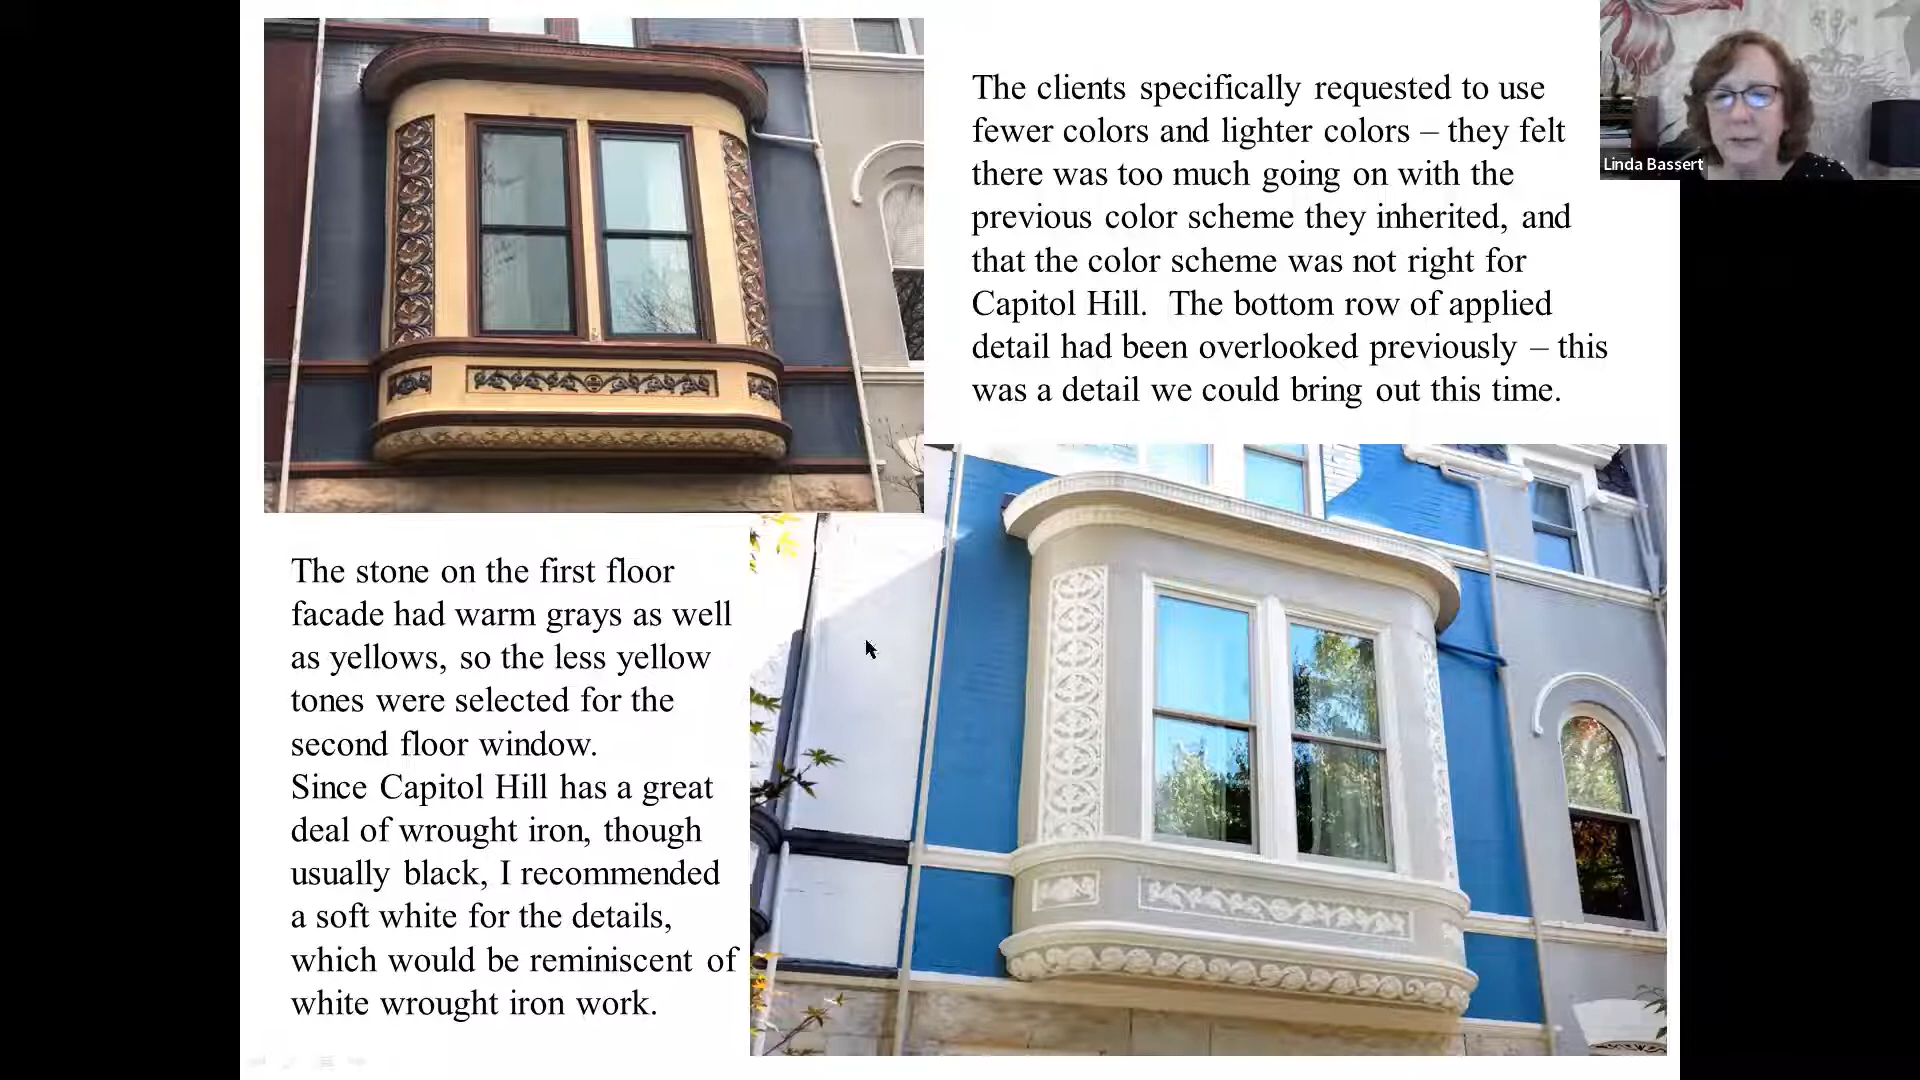 The clients specifically requested to use
fewer colors and lighter colors – they felt
there was too much going on with the
previous color scheme they inherited, and
that the color scheme was not right for
Capitol Hill.  The bottom row of applied
detail had been overlooked previously – this
was a detail we could bring out this time.
Linda Bassert
The stone on the first floor
facade had warm grays as well
as yellows, so the less yellow
tones were selected for the
second floor window.
Since Capitol Hill has a great
deal of wrought iron, though
usually black, I recommended
a soft white for the details,
which would be reminiscent of
white wrought iron work.